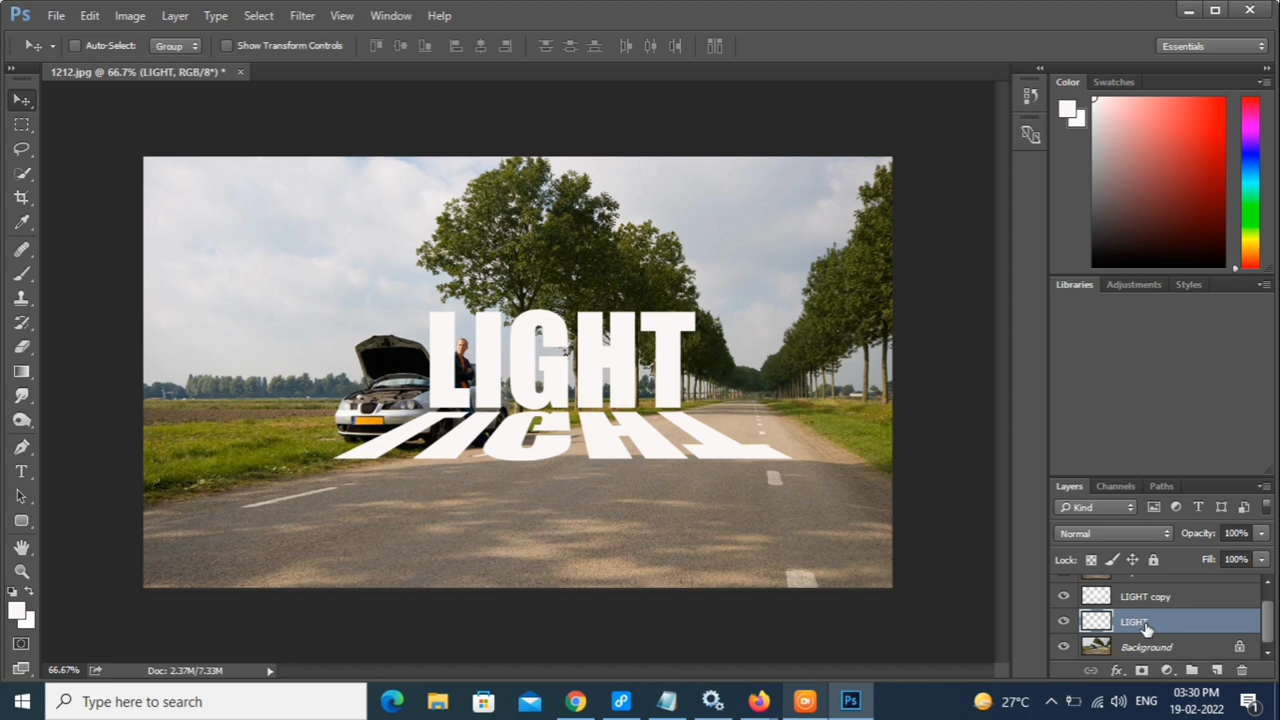 Ps File Edit Image Layer Type Select Filter View Window Help
Auto-Select: Group Show Transform Controls Essentials
1212.jpg @ 66.7% (LIGHT, RGB/8*) * ×
Color Swatches
LIGHT
LIGHT
Libraries Adjustments Styles
Layers Channels Paths
Kind
Normal Opacity: 100%
Lock: Fill: 100%
LIGHT copy
LIGHT
Background
66.67% Doc: 2.37M/7.33M
Type here to search
27°C ENG 03:30 PM
19-02-2022
1